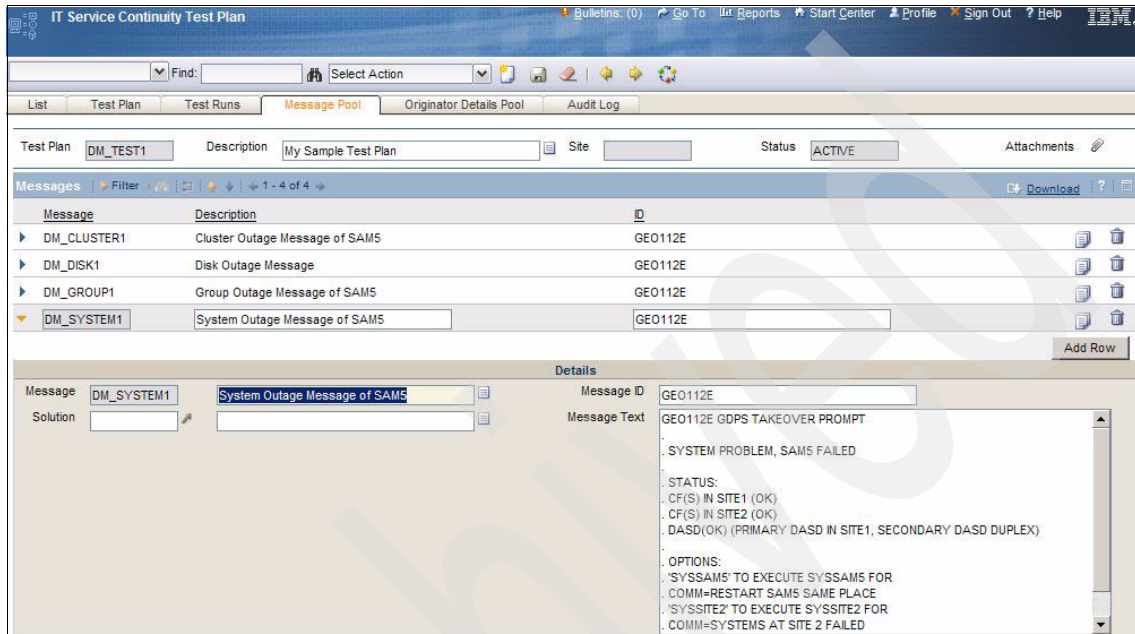 IT Service Continuity Test Plan
Bulletins: (0) Go To Reports Start Center Profile Sign Out ? Help IBM.
Find: Select Action
List Test Plan Test Runs Message Pool Originator Details Pool Audit Log
Test Plan DM_TEST1 Description My Sample Test Plan Site Status ACTIVE Attachments
Messages Filter 1 - 4 of 4 Download ?
Message Description ID
DM_CLUSTER1 Cluster Outage Message of SAM5 GEO112E
DM_DISK1 Disk Outage Message GEO112E
DM_GROUP1 Group Outage Message of SAM5 GEO112E
DM_SYSTEM1 System Outage Message of SAM5 GEO112E
Add Row
Details
Message DM_SYSTEM1 System Outage Message of SAM5 Message ID GEO112E
Solution Message Text GEO112E GDPS TAKEOVER PROMPT
.
. SYSTEM PROBLEM, SAM5 FAILED
.
. STATUS:
. CF(S) IN SITE1 (OK)
. CF(S) IN SITE2 (OK)
. DASD(OK) (PRIMARY DASD IN SITE1, SECONDARY DASD DUPLEX)
.
. OPTIONS:
. 'SYSSAM5' TO EXECUTE SYSSAM5 FOR
. COMM=RESTART SAM5 SAME PLACE
. 'SYSSITE2' TO EXECUTE SYSSITE2 FOR
. COMM=SYSTEMS AT SITE 2 FAILED